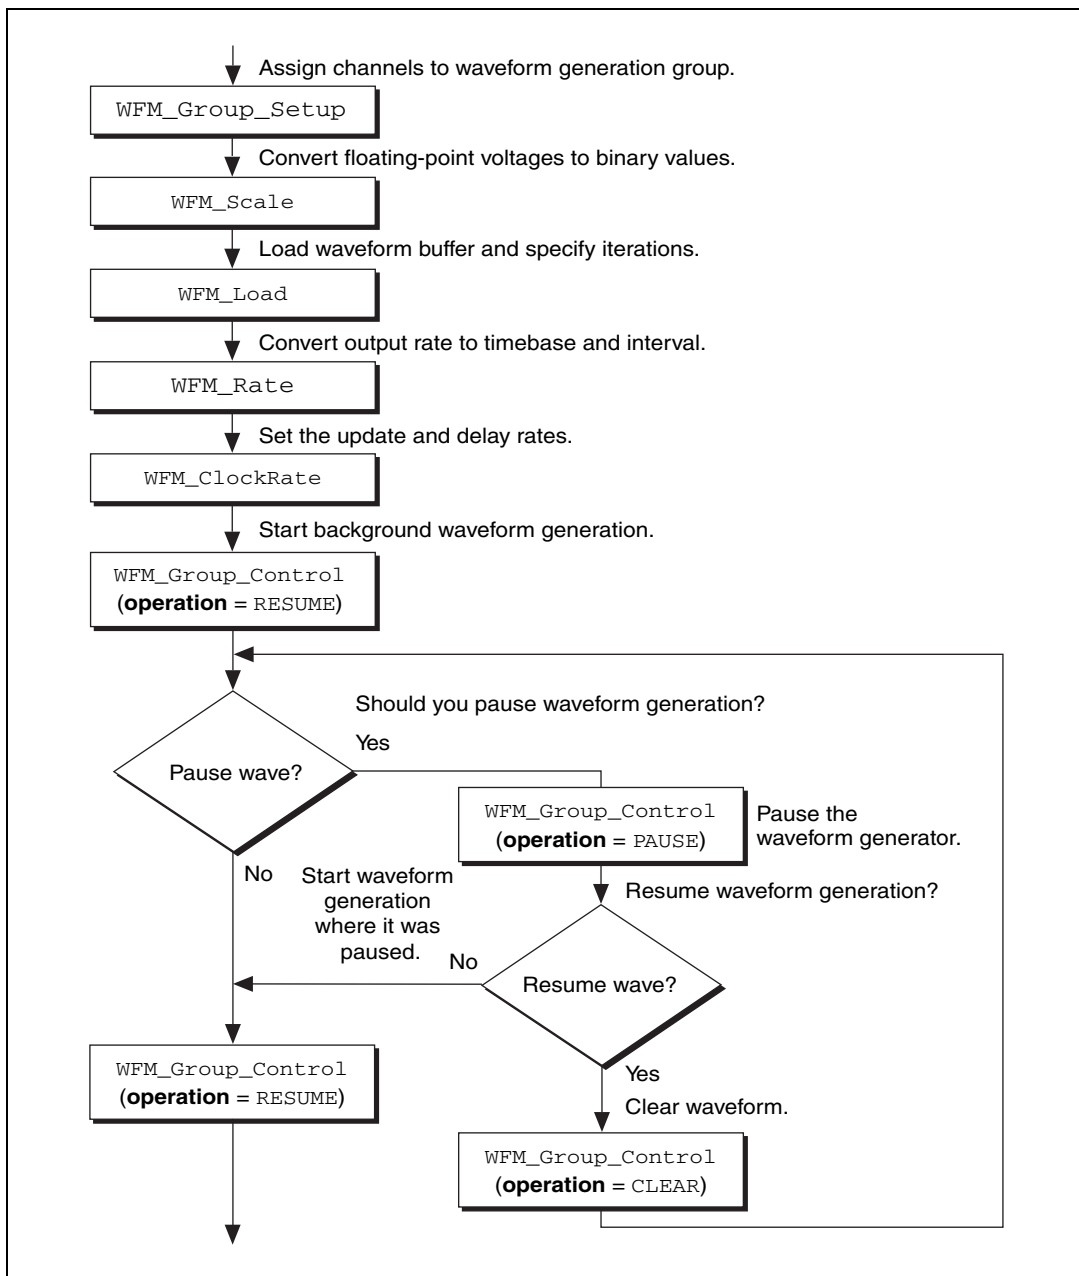 Assign channels to waveform generation group.
WFM_Group_Setup
Convert floating-point voltages to binary values.
WFM_Scale
Load waveform buffer and specify iterations.
WFM_Load
Convert output rate to timebase and interval.
WFM_Rate
Set the update and delay rates.
WFM_ClockRate
Start background waveform generation.
WFM_Group_Control
(operation = RESUME)
Should you pause waveform generation?
Yes
Pause wave?
WFM_Group_Control
(operation = PAUSE)
Pause the
waveform generator.
No
Start waveform
generation
where it was
paused.
Resume waveform generation?
No
Resume wave?
WFM_Group_Control
(operation = RESUME)
Yes
Clear waveform.
WFM_Group_Control
(operation = CLEAR)